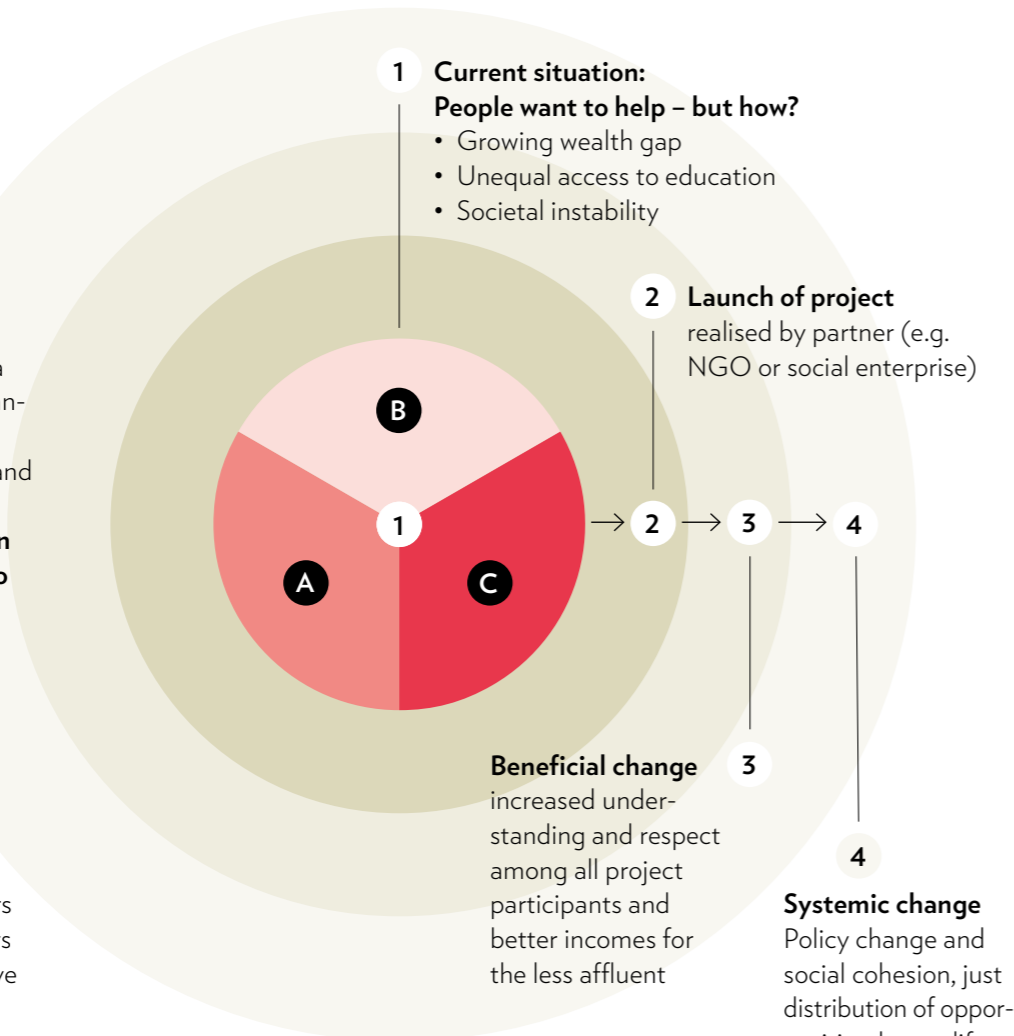 1 Current situation:
People want to help – but how?
• Growing wealth gap
• Unequal access to education
• Societal instability
2 Launch of project
realised by partner (e.g.
NGO or social enterprise)
B
1
2
3
4
A
C
Beneficial change 3
increased under-
standing and respect
among all project
participants and
better incomes for
the less affluent
4
Systemic change
Policy change and
social cohesion, just
distribution of oppor-